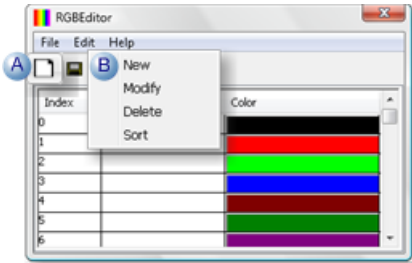 RGBEditor
File Edit Help
A
B New
Modify
Delete
Sort
Index Color
0
1
2
3
4
5
6